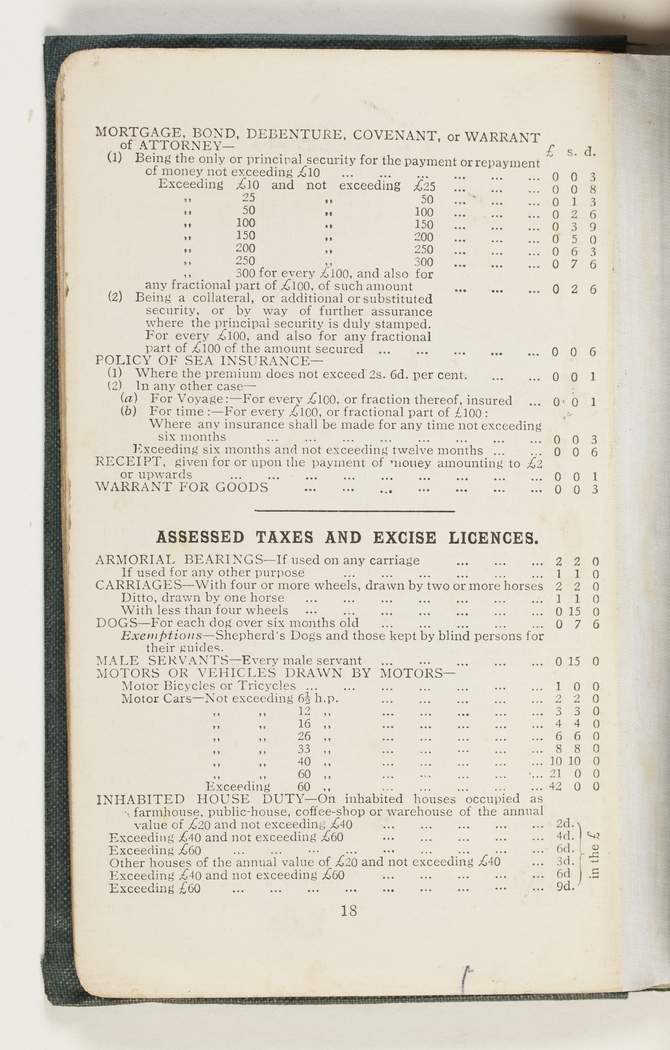 MORTGAGE, BOND, DEBENTURE, COVENANT, or WARRANT
of ATTORNEY— £ s. d.
(1) Being the only or principal security for the payment or repayment
of money not exceeding £10 ... ... ... ... ... 0 0 3
Exceeding £10 and not exceeding £25 ... ... ... 0 0 8
„ 25 „ 50 ... ... ... 0 1 3
„ 50 „ 100 ... ... ... 0 2 6
„ 100 „ 150 ... ... ... 0 3 9
„ 150 „ 200 ... ... ... 0 5 0
„ 200 „ 250 ... ... ... 0 6 3
„ 250 „ 300 ... ... ... 0 7 6
„ 300 for every £100, and also for
any fractional part of £100, of such amount ... ... ... 0 2 6
(2) Being a collateral, or additional or substituted
security, or by way of further assurance
where the principal security is duly stamped.
For every £100, and also for any fractional
part of £100 of the amount secured ... ... ... ... ... 0 0 6
POLICY OF SEA INSURANCE—
(1) Where the premium does not exceed 2s. 6d. per cent. ... ... 0 0 1
(2) In any other case—
(a) For Voyage:—For every £100, or fraction thereof, insured ... 0 0 1
(b) For time :—For every £100, or fractional part of £100 :
Where any insurance shall be made for any time not exceeding
six months ... ... ... ... ... ... ... 0 0 3
Exceeding six months and not exceeding twelve months ... ... 0 0 6
RECEIPT, given for or upon the payment of money amounting to £2
or upwards ... ... ... ... ... ... ... ... ... 0 0 1
WARRANT FOR GOODS ... ... ... ... ... ... ... 0 0 3
ASSESSED TAXES AND EXCISE LICENCES.
ARMORIAL BEARINGS—If used on any carriage ... ... ... 2 2 0
If used for any other purpose ... ... ... ... ... ... 1 1 0
CARRIAGES—With four or more wheels, drawn by two or more horses 2 2 0
Ditto, drawn by one horse ... ... ... ... ... ... ... 1 1 0
With less than four wheels ... ... ... ... ... ... ... 0 15 0
DOGS—For each dog over six months old ... ... ... ... ... 0 7 6
Exemptions—Shepherd's Dogs and those kept by blind persons for
their guides.
MALE SERVANTS—Every male servant ... ... ... ... ... 0 15 0
MOTORS OR VEHICLES DRAWN BY MOTORS—
Motor Bicycles or Tricycles ... ... ... ... ... ... ... 1 0 0
Motor Cars—Not exceeding 6½ h.p. ... ... ... ... ... 2 2 0
„ „ 12 „ ... ... ... ... ... 3 3 0
„ „ 16 „ ... ... ... ... ... 4 4 0
„ „ 26 „ ... ... ... ... ... 6 6 0
„ „ 33 „ ... ... ... ... ... 8 8 0
„ „ 40 „ ... ... ... ... ... 10 10 0
„ „ 60 „ ... ... ... ... ... 21 0 0
Exceeding 60 „ ... ... ... ... ... 42 0 0
INHABITED HOUSE DUTY—On inhabited houses occupied as
farmhouse, public-house, coffee-shop or warehouse of the annual
value of £20 and not exceeding £40 ... ... ... ... ... 2d.
Exceeding £40 and not exceeding £60 ... ... ... ... ... 4d.
Exceeding £60 ... ... ... ... ... ... ... ... ... 6d.
Other houses of the annual value of £20 and not exceeding £40 ... 3d.
Exceeding £40 and not exceeding £60 ... ... ... ... ... 6d
Exceeding £60 ... ... ... ... ... ... ... ... ... 9d.
in the £
18